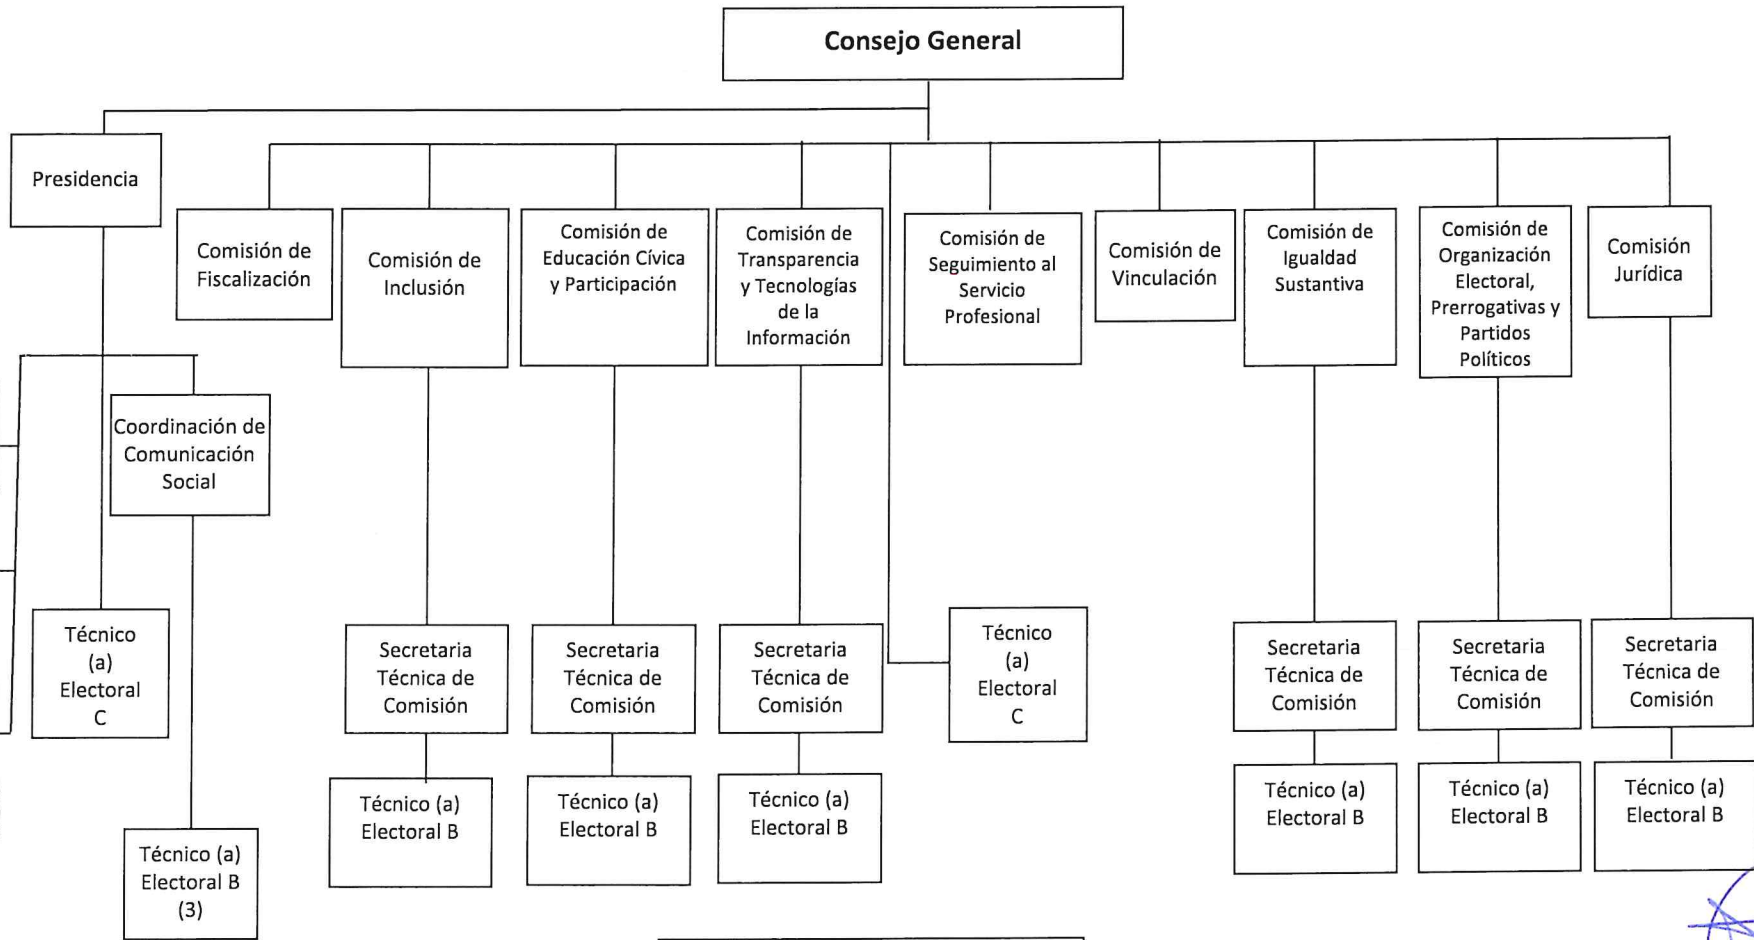 Consejo General
Presidencia
Comisión de
Fiscalización
Comisión de
Inclusión
Comisión de
Educación Cívica
y Participación
Comisión de
Transparencia
y Tecnologías
de la
Información
Comisión de
Seguimiento al
Servicio
Profesional
Comisión de
Vinculación
Comisión de
Igualdad
Sustantiva
Comisión de
Organización
Electoral,
Prerrogativas y
Partidos
Políticos
Comisión
Jurídica
Coordinación de
Comunicación
Social
Técnico
(a)
Electoral
C
Secretaria
Técnica de
Comisión
Secretaria
Técnica de
Comisión
Secretaria
Técnica de
Comisión
Técnico
(a)
Electoral
C
Secretaria
Técnica de
Comisión
Secretaria
Técnica de
Comisión
Secretaria
Técnica de
Comisión
Técnico (a)
Electoral B
(3)
Técnico (a)
Electoral B
Técnico (a)
Electoral B
Técnico (a)
Electoral B
Técnico (a)
Electoral B
Técnico (a)
Electoral B
Técnico (a)
Electoral B